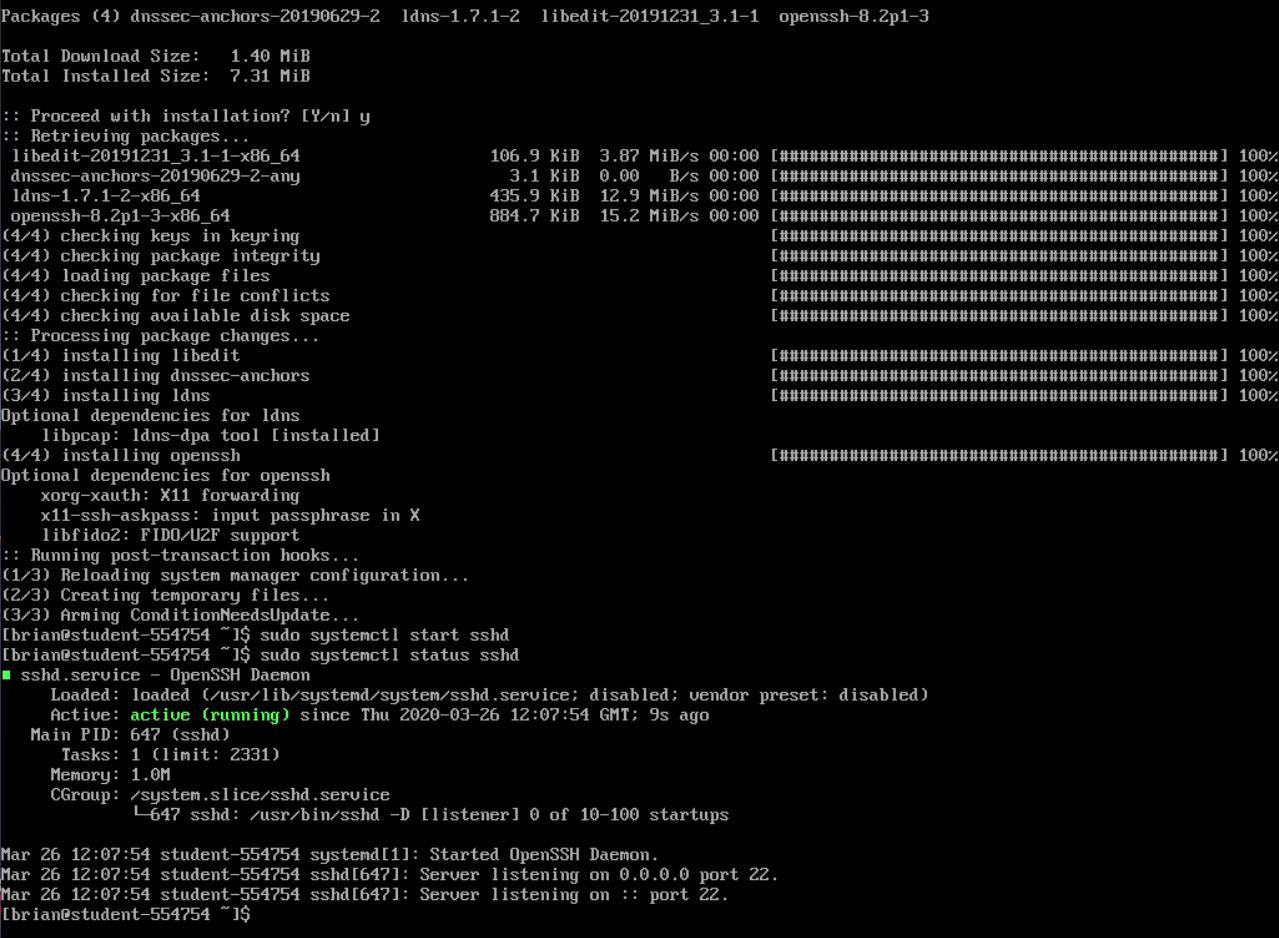 Packages (4) dnssec-anchors-20190629-2  ldns-1.7.1-2  libedit-20191231_3.1-1  openssh-8.2p1-3
Total Download Size:   1.40 MiB
Total Installed Size:  7.31 MiB
:: Proceed with installation? [Y/n] y
:: Retrieving packages...
 libedit-20191231_3.1-1-x86_64                   106.9 KiB  3.87 MiB/s 00:00 [############################################] 100%
 dnssec-anchors-20190629-2-any                     3.1 KiB  0.00   B/s 00:00 [############################################] 100%
 ldns-1.7.1-2-x86_64                             435.9 KiB  12.9 MiB/s 00:00 [############################################] 100%
 openssh-8.2p1-3-x86_64                          884.7 KiB  15.2 MiB/s 00:00 [############################################] 100%
(4/4) checking keys in keyring                                               [############################################] 100%
(4/4) checking package integrity                                             [############################################] 100%
(4/4) loading package files                                                  [############################################] 100%
(4/4) checking for file conflicts                                            [############################################] 100%
(4/4) checking available disk space                                          [############################################] 100%
:: Processing package changes...
(1/4) installing libedit                                                     [############################################] 100%
(2/4) installing dnssec-anchors                                              [############################################] 100%
(3/4) installing ldns                                                        [############################################] 100%
Optional dependencies for ldns
    libpcap: ldns-dpa tool [installed]
(4/4) installing openssh                                                     [############################################] 100%
Optional dependencies for openssh
    xorg-xauth: X11 forwarding
    x11-ssh-askpass: input passphrase in X
    libfido2: FIDO/U2F support
:: Running post-transaction hooks...
(1/3) Reloading system manager configuration...
(2/3) Creating temporary files...
(3/3) Arming ConditionNeedsUpdate...
[brian@student-554754 ~]$ sudo systemctl start sshd
[brian@student-554754 ~]$ sudo systemctl status sshd
■ sshd.service - OpenSSH Daemon
     Loaded: loaded (/usr/lib/systemd/system/sshd.service; disabled; vendor preset: disabled)
     Active: active (running) since Thu 2020-03-26 12:07:54 GMT; 9s ago
   Main PID: 647 (sshd)
      Tasks: 1 (limit: 2331)
     Memory: 1.0M
     CGroup: /system.slice/sshd.service
             └─647 sshd: /usr/bin/sshd -D [listener] 0 of 10-100 startups
Mar 26 12:07:54 student-554754 systemd[1]: Started OpenSSH Daemon.
Mar 26 12:07:54 student-554754 sshd[647]: Server listening on 0.0.0.0 port 22.
Mar 26 12:07:54 student-554754 sshd[647]: Server listening on :: port 22.
[brian@student-554754 ~]$